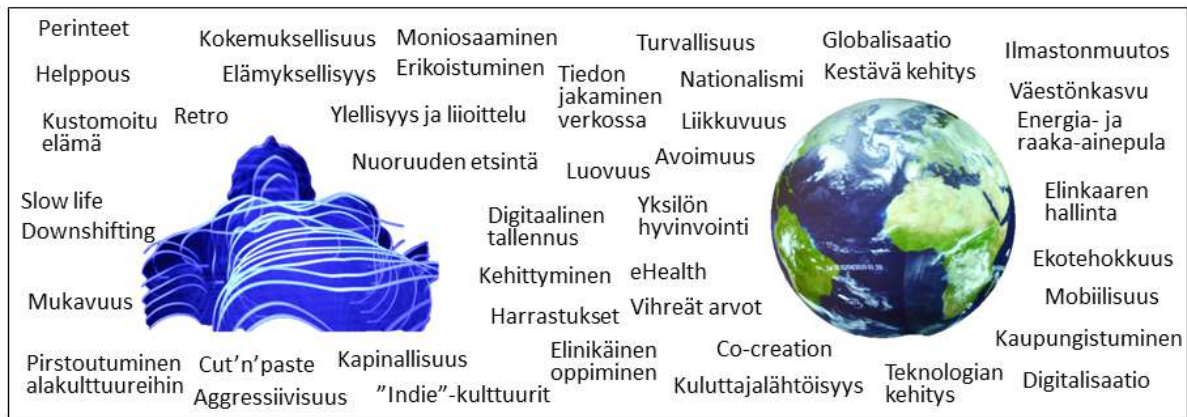 Perinteet
Kokemuksellisuus
Moniosaaminen
Turvallisuus
Globalisaatio
Ilmastonmuutos
Helppous
Elämyksellisyys
Erikoistuminen
Tiedon
jakaminen
verkossa
Nationalismi
Kestävä kehitys
Väestönkasvu
Kustomoitu
elämä
Retro
Ylellisyys ja liioittelu
Liikkuvuus
Energia- ja
raaka-ainepula
Nuoruuden etsintä
Luovuus
Avoimuus
Slow life
Downshifting
Digitaalinen
tallennus
Yksilön
hyvinvointi
Elinkaaren
hallinta
Kehittyminen
eHealth
Ekotehokkuus
Mukavuus
Harrastukset
Vihreät arvot
Mobiilisuus
Kaupungistuminen
Pirstoutuminen
alakulttuureihin
Cut’n’paste
Kapinallisuus
Elinikäinen
oppiminen
Co-creation
Aggressiivisuus
”Indie”-kulttuurit
Kuluttajalähtöisyys
Teknologian
kehitys
Digitalisaatio